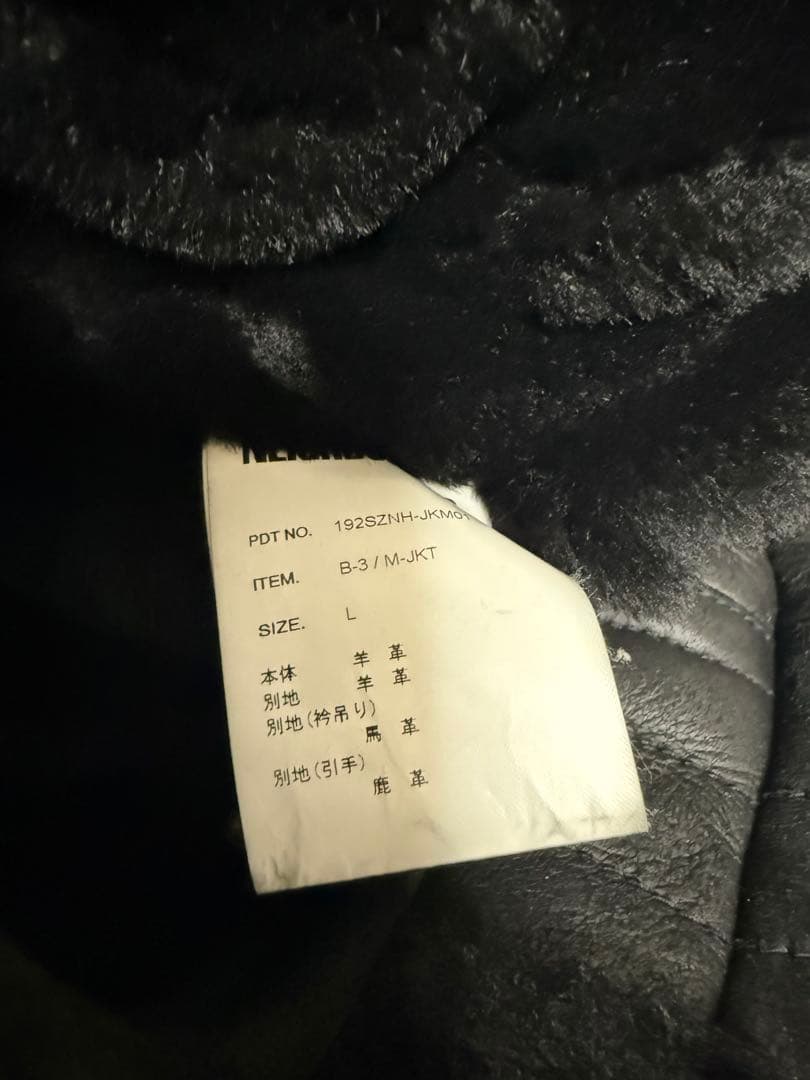 PDT NO. 192SZNH-JKM01
ITEM. B-3 / M-JKT
SIZE. L
本体 羊 革
別地 羊 革
別地(衿吊り)
馬 革
別地(引手)
鹿 革